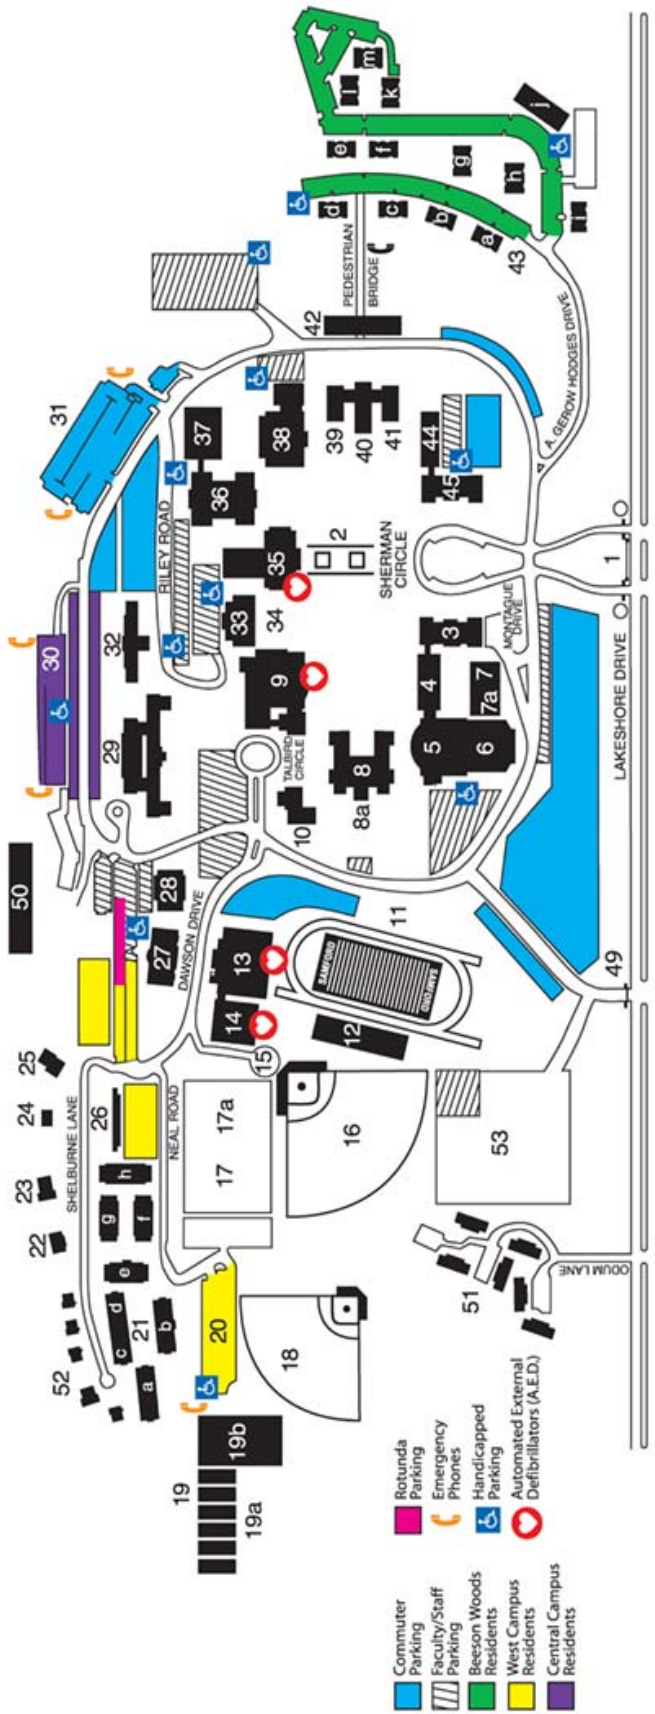 50
25
24
23
22
52
SHELBURNE LANE
30
31
29
32
26
28
27
h
g
f
e
d
c
21
b
a
NEAL ROAD
DAWSON DRIVE
RILEY ROAD
37
36
20
19
19b
19a
17a
17
14
13
15
10
TALBIRD
CIRCLE
9
33
34
35
38
42
18
16
12
SAMFORD
SAMFORD
11
8
8a
2
39
40
41
SHERMAN
CIRCLE
PEDESTRIAN
BRIDGE
m
l
k
e
f
d
c
g
b
a
h
j
i
43
5
4
3
6
7
7a
MONTAGUE
DRIVE
44
45
A. GEROW HODGES DRIVE
53
51
ODUM LANE
49
LAKESHORE DRIVE
1
Commuter
Parking
Faculty/Staff
Parking
Beeson Woods
Residents
West Campus
Residents
Central Campus
Residents
Rotunda
Parking
Emergency
Phones
Handicapped
Parking
Automated External
Defibrillators (A.E.D.)